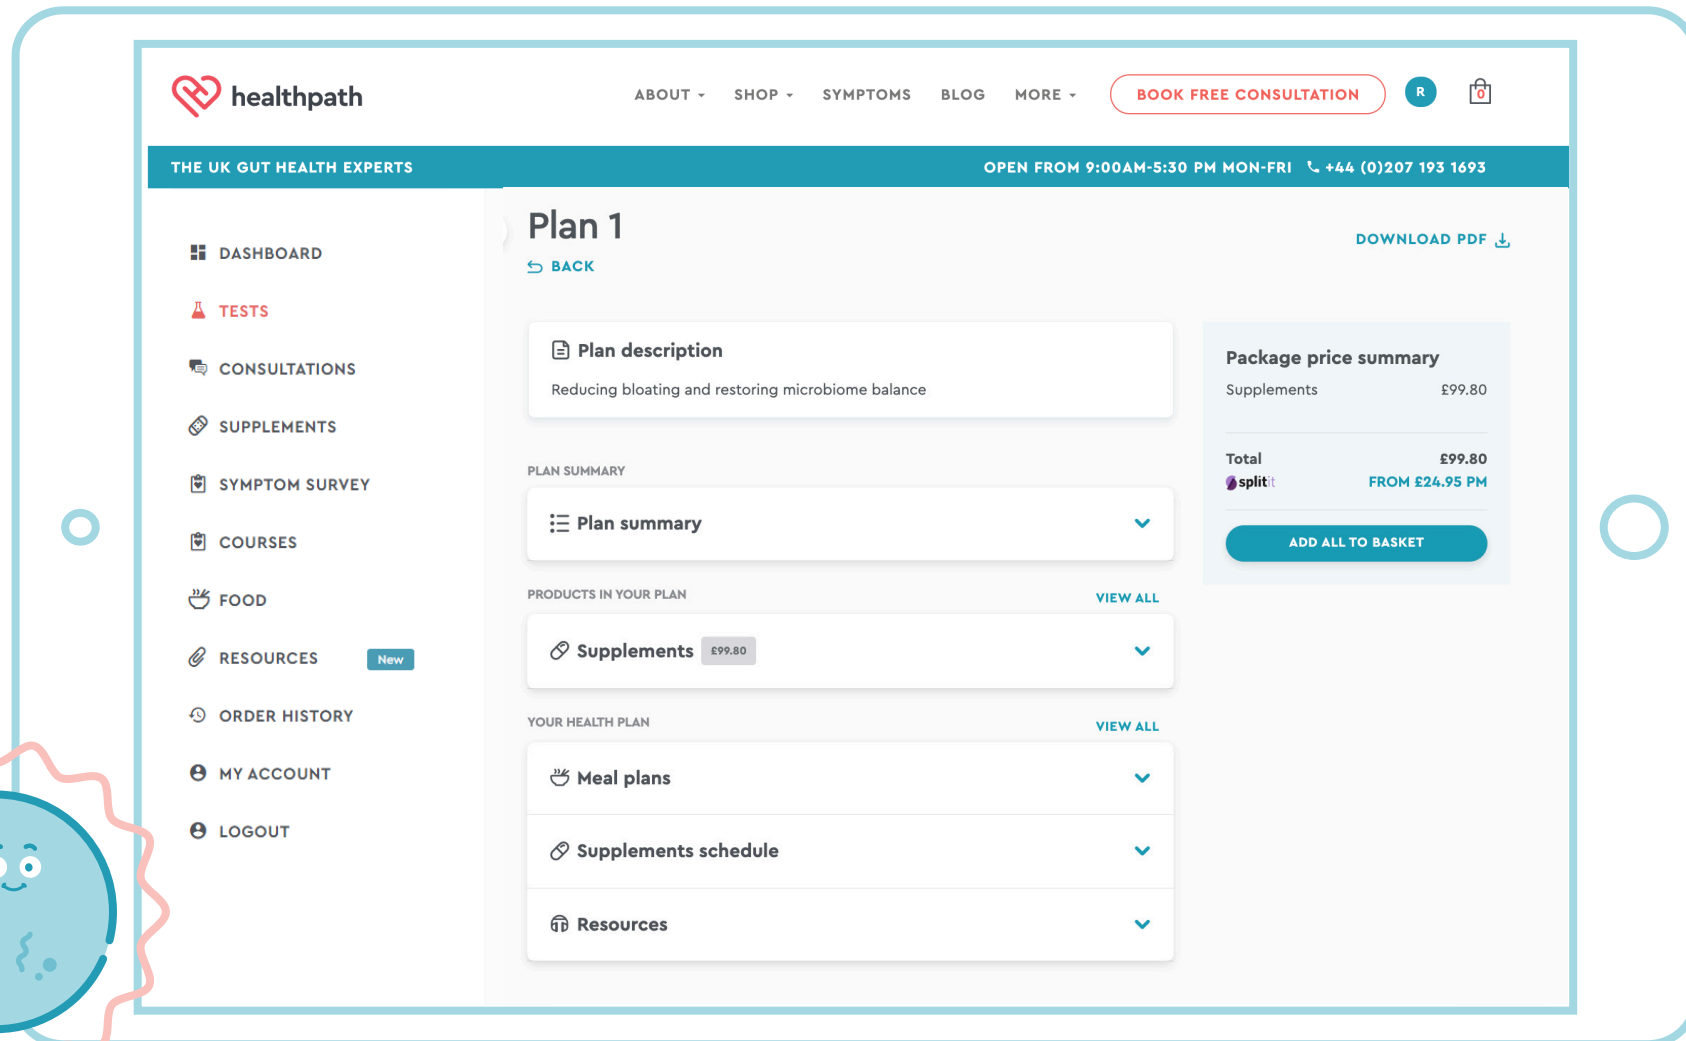 healthpath
ABOUT SHOP SYMPTOMS BLOG MORE BOOK FREE CONSULTATION R 0
THE UK GUT HEALTH EXPERTS OPEN FROM 9:00AM-5:30 PM MON-FRI +44 (0)207 193 1693
DASHBOARD
TESTS
CONSULTATIONS
SUPPLEMENTS
SYMPTOM SURVEY
COURSES
FOOD
RESOURCES New
ORDER HISTORY
MY ACCOUNT
LOGOUT
Plan 1
BACK
DOWNLOAD PDF
Plan description
Reducing bloating and restoring microbiome balance
PLAN SUMMARY
Plan summary
PRODUCTS IN YOUR PLAN VIEW ALL
Supplements £99.80
YOUR HEALTH PLAN VIEW ALL
Meal plans
Supplements schedule
Resources
Package price summary
Supplements £99.80
Total £99.80
splitit FROM £24.95 PM
ADD ALL TO BASKET